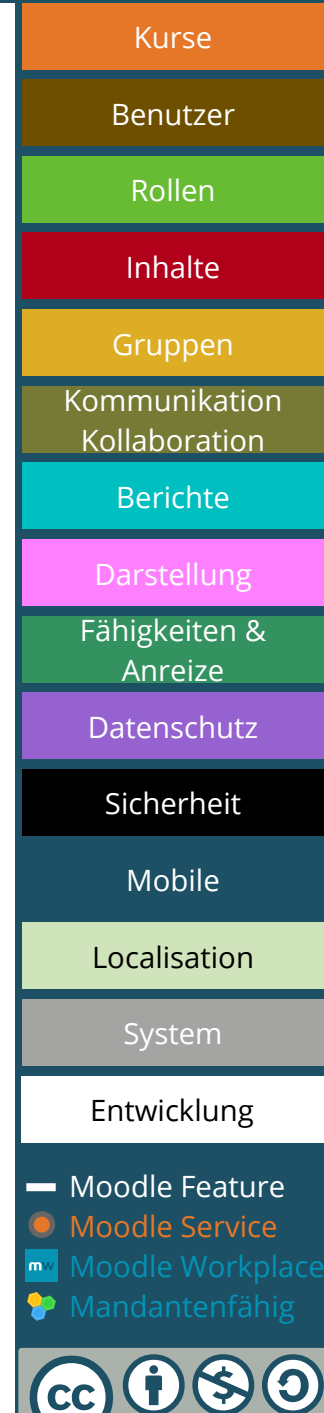 Kurse
Benutzer
Rollen
Inhalte
Gruppen
Kommunikation
Kollaboration
Berichte
Darstellung
Fähigkeiten &
Anreize
Datenschutz
Sicherheit
Mobile
Localisation
System
Entwicklung
Moodle Feature
Moodle Service
mw Moodle Workplace
Mandantenfähig
cc $